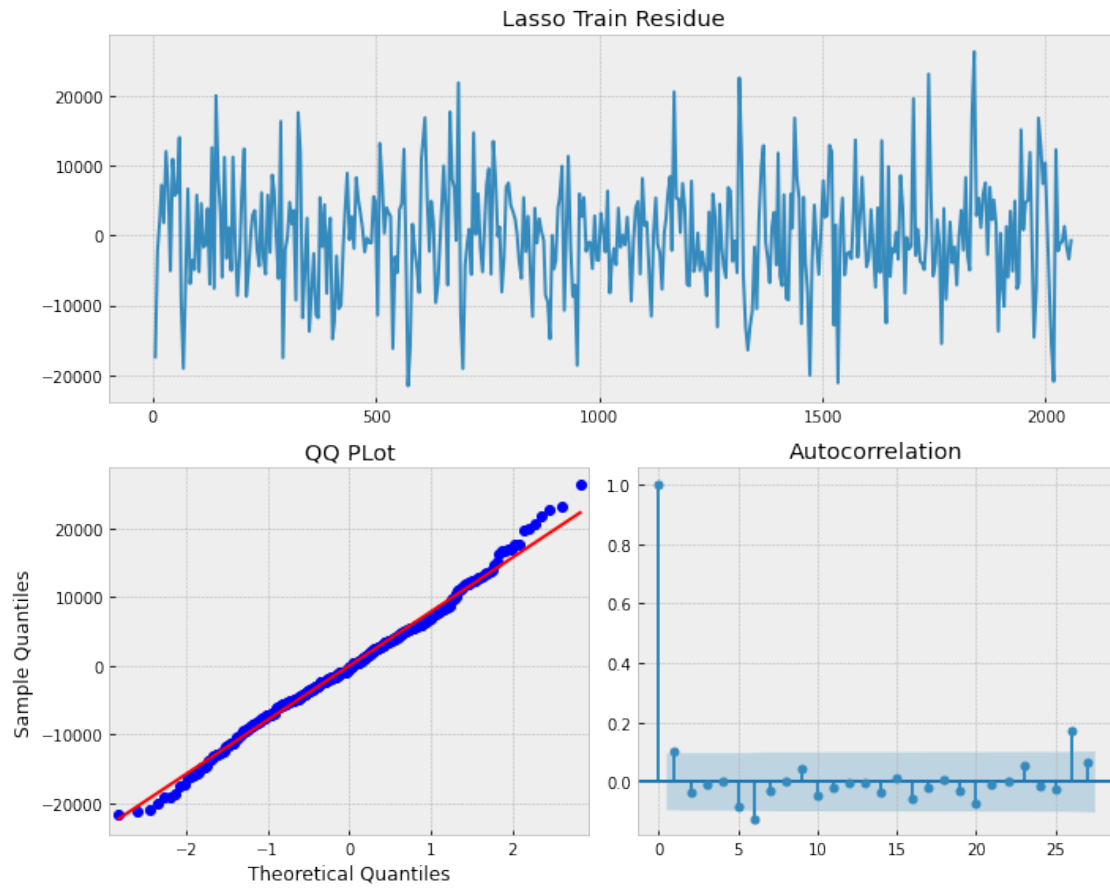 Lasso Train Residue
20000
10000
0
−10000
−20000
0 500 1000 1500 2000
QQ PLot
Sample Quantiles
20000
10000
0
−10000
−20000
−2 −1 0 1 2
Theoretical Quantiles
Autocorrelation
1.0
0.8
0.6
0.4
0.2
0.0
0 5 10 15 20 25